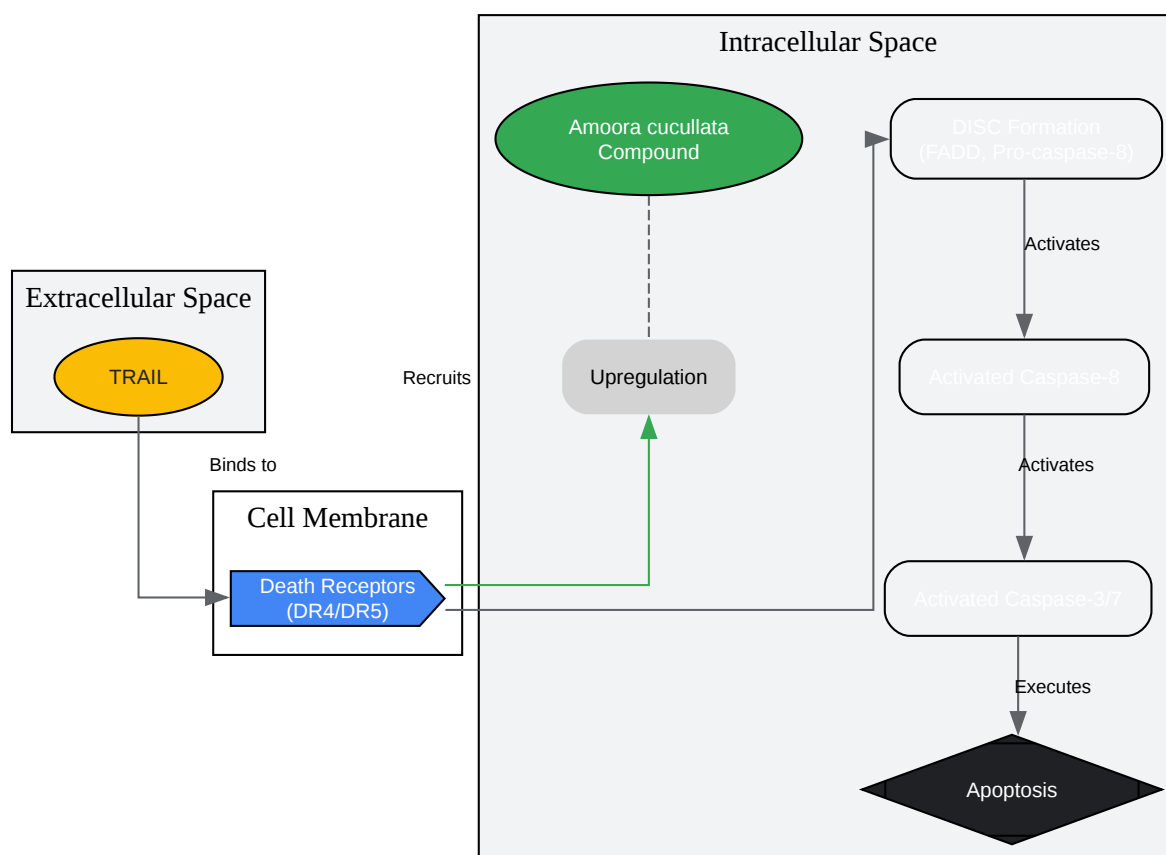 Intracellular Space
Amoora cucullata
Compound
DISC Formation
(FADD, Pro-caspase-8)
Activates
Extracellular Space
TRAIL
Recruits
Upregulation
Activated Caspase-8
Binds to
Activates
Cell Membrane
Death Receptors
(DR4/DR5)
Activated Caspase-3/7
Executes
Apoptosis